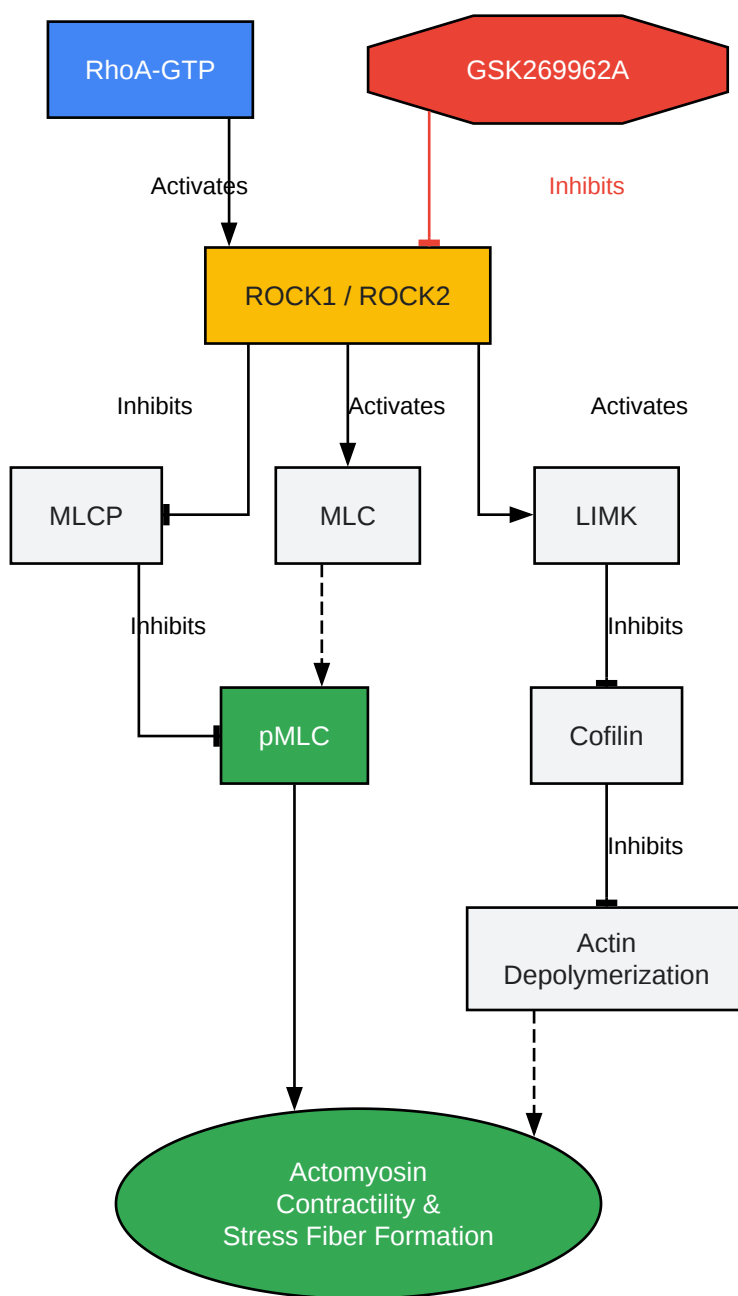 RhoA-GTP
GSK269962A
Activates
Inhibits
ROCK1 / ROCK2
Inhibits
Activates
Activates
MLCP
MLC
LIMK
Inhibits
Inhibits
pMLC
Cofilin
Inhibits
Actin
Depolymerization
Actomyosin
Contractility &
Stress Fiber Formation